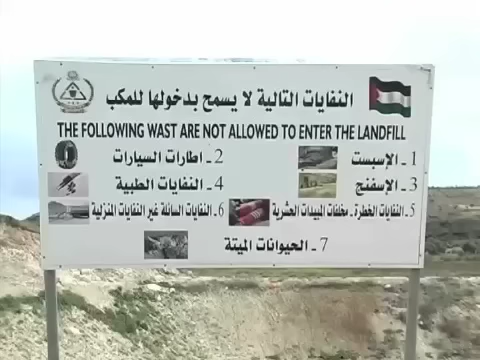 النفايات التالية لا يسمح بدخولها للمكب
THE FOLLOWING WAST ARE NOT ALLOWED TO ENTER THE LANDFILL
1 - الإسبست
2 - اطارات السيارات
3 - الإسفنج
4 - النفايات الطبية
5 - النفايات الخطرة - مخلفات المبيدات الحشرية
6 - النفايات السائلة غير النفايات المنزلية
7 - الحيوانات الميتة